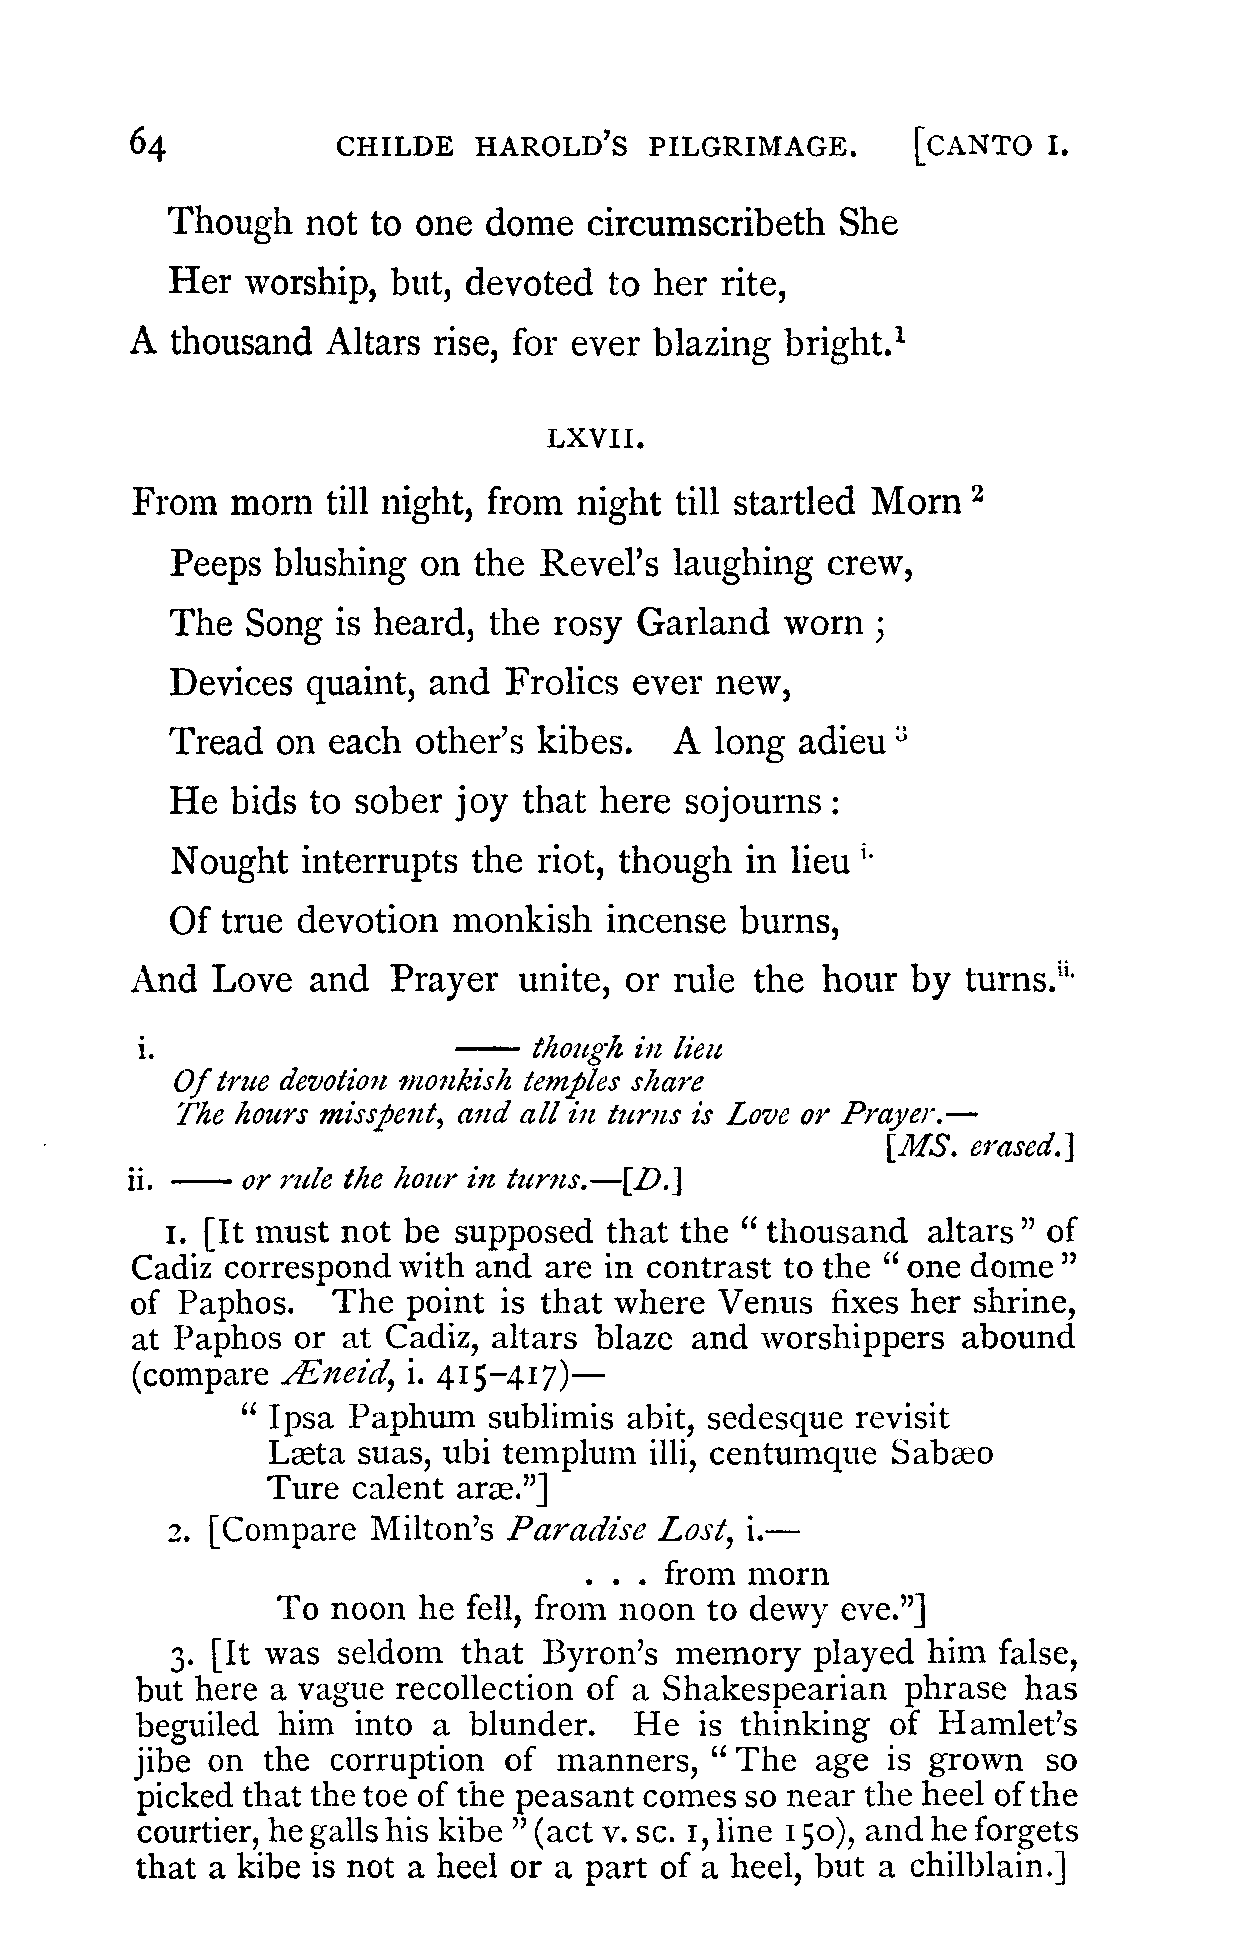 64 CHILDE HAROLD'S PILGRIMAGE. [CANTO I.
Though not to one dome circumscribeth She
Her worship, but, devoted to her rite,
A thousand Altars rise, for ever blazing bright.¹
LXVII.
From morn till night, from night till startled Morn ²
Peeps blushing on the Revel's laughing crew,
The Song is heard, the rosy Garland worn ;
Devices quaint, and Frolics ever new,
Tread on each other's kibes. A long adieu ³
He bids to sober joy that here sojourns :
Nought interrupts the riot, though in lieu i.
Of true devotion monkish incense burns,
And Love and Prayer unite, or rule the hour by turns.ii.
i. —— though in lieu
Of true devotion monkish temples share
The hours misspent, and all in turns is Love or Prayer.—
[MS. erased.]
ii. —— or rule the hour in turns.—[D.]
1. [It must not be supposed that the " thousand altars " of
Cadiz correspond with and are in contrast to the " one dome "
of Paphos. The point is that where Venus fixes her shrine,
at Paphos or at Cadiz, altars blaze and worshippers abound
(compare Æneid, i. 415-417)—
" Ipsa Paphum sublimis abit, sedesque revisit
Læta suas, ubi templum illi, centumque Sabæo
Ture calent aræ."]
2. [Compare Milton's Paradise Lost, i.—
. . . from morn
To noon he fell, from noon to dewy eve."]
3. [It was seldom that Byron's memory played him false,
but here a vague recollection of a Shakespearian phrase has
beguiled him into a blunder. He is thinking of Hamlet's
jibe on the corruption of manners, " The age is grown so
picked that the toe of the peasant comes so near the heel of the
courtier, he galls his kibe " (act v. sc. 1, line 150), and he forgets
that a kibe is not a heel or a part of a heel, but a chilblain.]